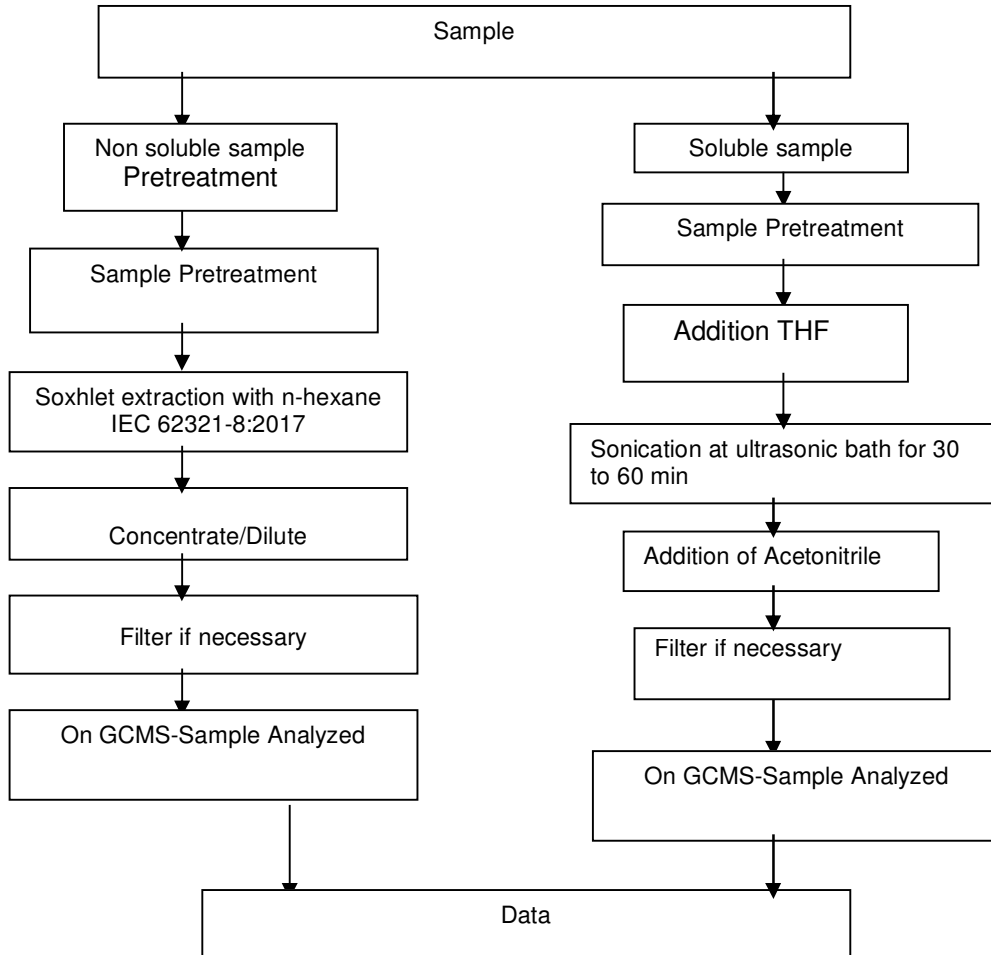 Sample
Non soluble sample
Pretreatment
Sample Pretreatment
Soxhlet extraction with n-hexane
IEC 62321-8:2017
Concentrate/Dilute
Filter if necessary
On GCMS-Sample Analyzed
Soluble sample
Sample Pretreatment
Addition THF
Sonication at ultrasonic bath for 30
to 60 min
Addition of Acetonitrile
Filter if necessary
On GCMS-Sample Analyzed
Data